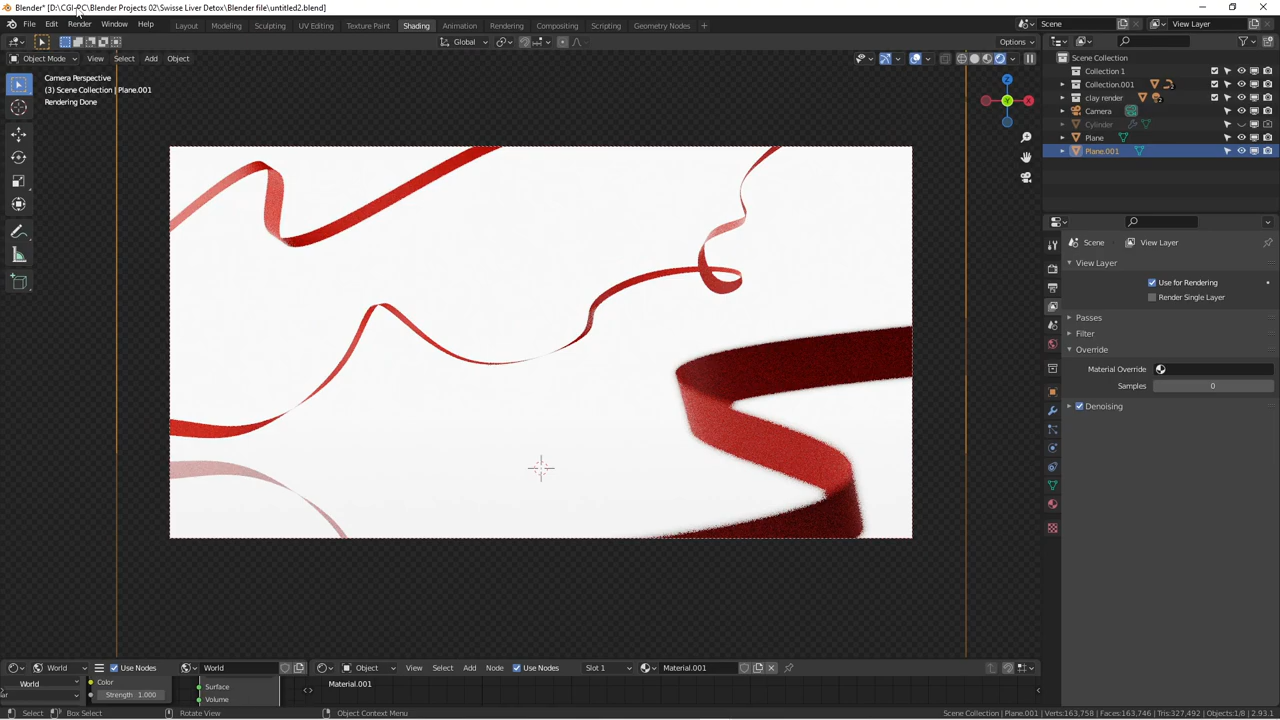 Blender* [D:\CGI-PC\Blender Projects 02\Swisse Liver Detox\Blender file\untitled2.blend]
File Edit Render Window Help Layout Modeling Sculpting UV Editing Texture Paint Shading Animation Rendering Compositing Scripting Geometry Nodes + Scene View Layer
Global Options
Object Mode View Select Add Object
Scene Collection
Collection 1
Collection.001
clay render
Camera
Cylinder
Plane
Plane.001
Camera Perspective
(3) Scene Collection | Plane.001
Rendering Done
Z
X
Scene View Layer
View Layer
Use for Rendering
Render Single Layer
Passes
Filter
Override
Material Override
Samples 0
Denoising
World Use Nodes World Object View Select Add Node Use Nodes Slot 1 Material.001
World
Color
Strength 1.000
Surface
Volume
Material.001
Select Box Select Rotate View Object Context Menu Scene Collection | Plane.001 | Verts:163,758 | Faces:163,746 | Tris:327,492 | Objects:1/8 | 2.93.1